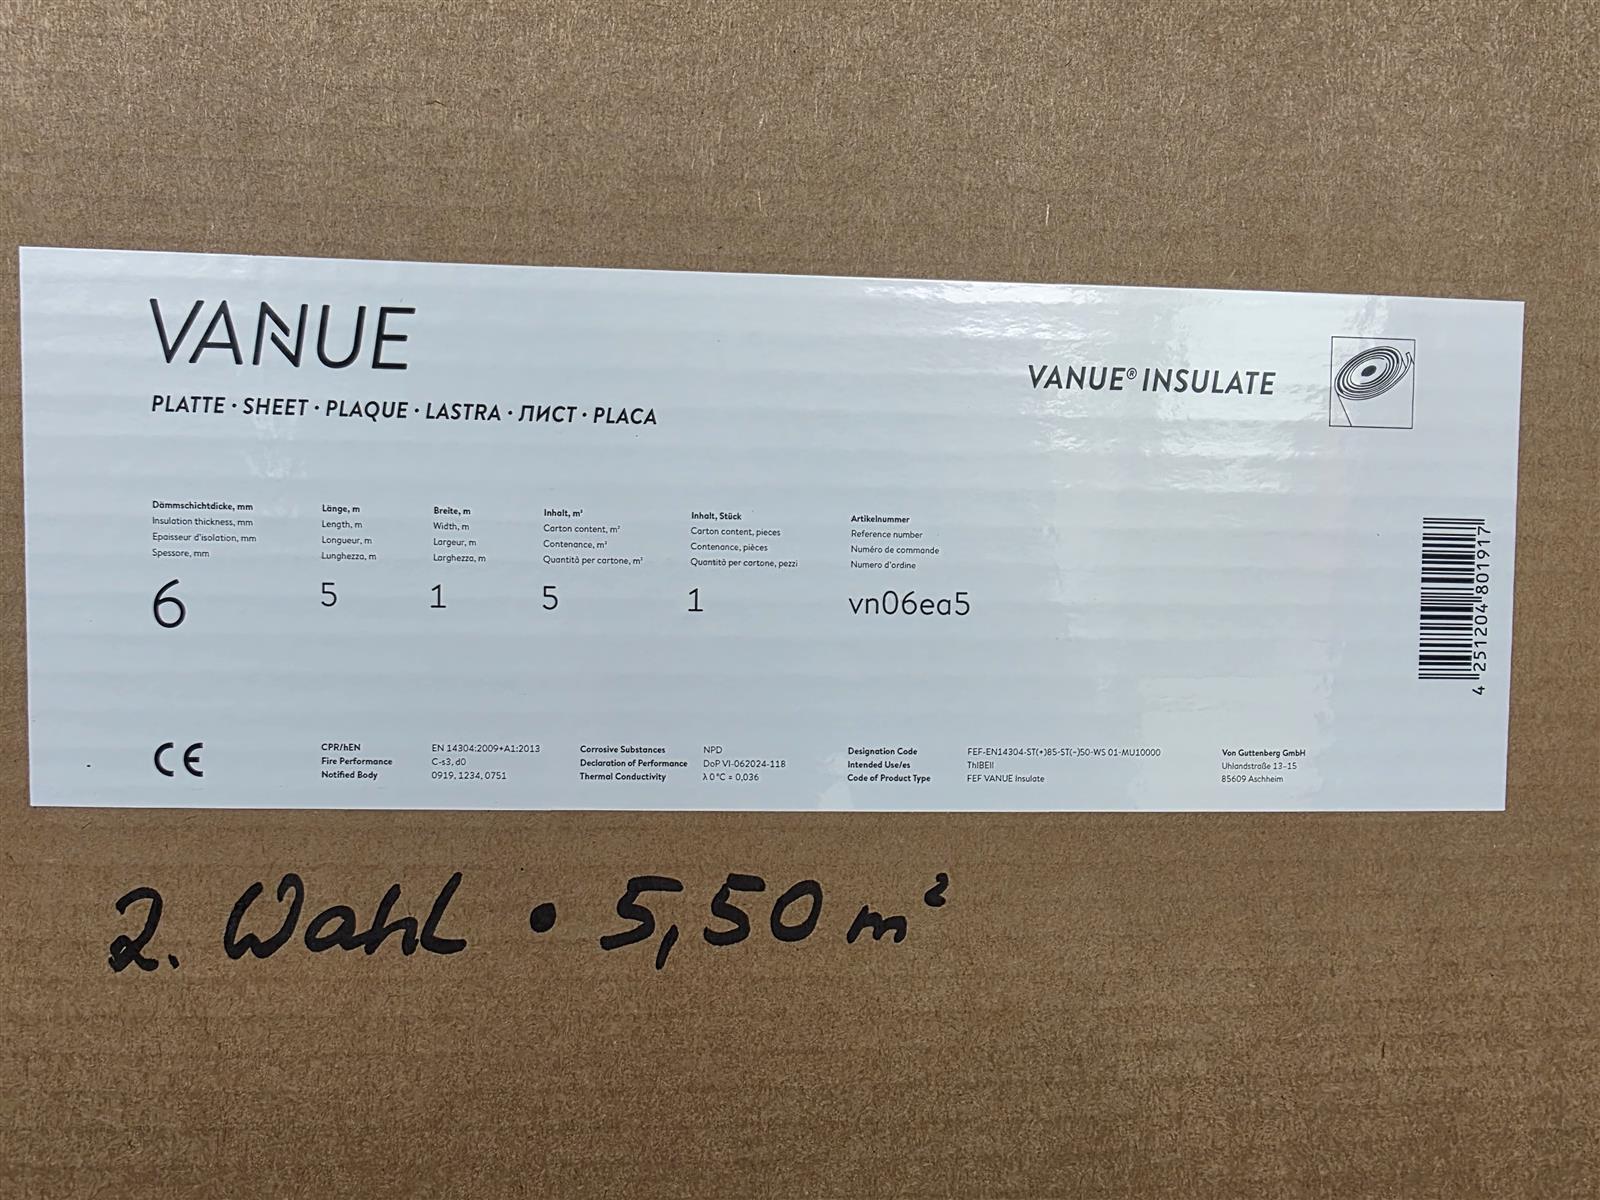 VANUE
PLATTE · SHEET · PLAQUE · LASTRA · ЛИСТ · PLACA
VANUE® INSULATE
Dämmschichtdicke, mm
Insulation thickness, mm
Epaisseur d'isolation, mm
Spessore, mm
6
Länge, m
Length, m
Longueur, m
Lunghezza, m
5
Breite, m
Width, m
Largeur, m
Larghezza, m
1
Inhalt, m²
Carton content, m²
Contenance, m²
Quantità per cartone, m²
5
Inhalt, Stück
Carton content, pieces
Contenance, pièces
Quantità per cartone, pezzi
1
Artikelnummer
Reference number
Numéro de commande
Numero d'ordine
vn06ea5
4 251204 801917
CE
CPR/hEN EN 14304:2009+A1:2013
Fire Performance C-s3, d0
Notified Body 0919, 1234, 0751
Corrosive Substances NPD
Declaration of Performance DoP VI-062024-118
Thermal Conductivity λ 0°C = 0,036
Designation Code FEF-EN14304-ST(+)85-ST(-)50-WS 01-MU10000
Intended Use/es ThIBEII
Code of Product Type FEF VANUE Insulate
Von Guttenberg GmbH
Uhlandstraße 13-15
85609 Aschheim
2. Wahl • 5,50 m²